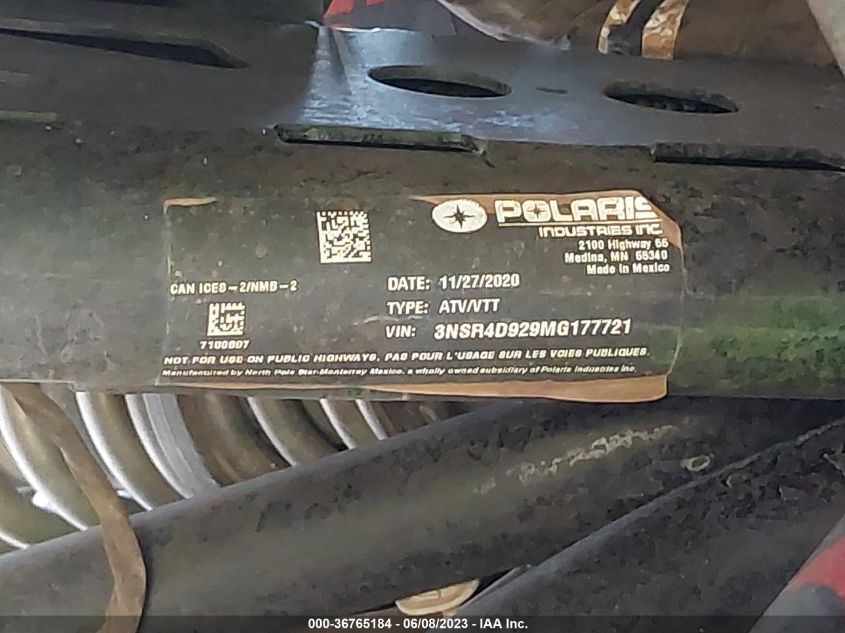 POLARIS
INDUSTRIES INC.
2100 Highway 55
Medina, MN 55340
Made in Mexico
CAN ICES-2/NMB-2
DATE: 11/27/2020
TYPE: ATV/VTT
VIN: 3NSR4D929MG177721
7180807
NOT FOR USE ON PUBLIC HIGHWAYS. PAS POUR L'USAGE SUR LES VOIES PUBLIQUES.
Manufactured by North Pole Star-Monterrey Mexico, a wholly owned subsidiary of Polaris Industries Inc.
000-36765184 - 06/08/2023 - IAA Inc.